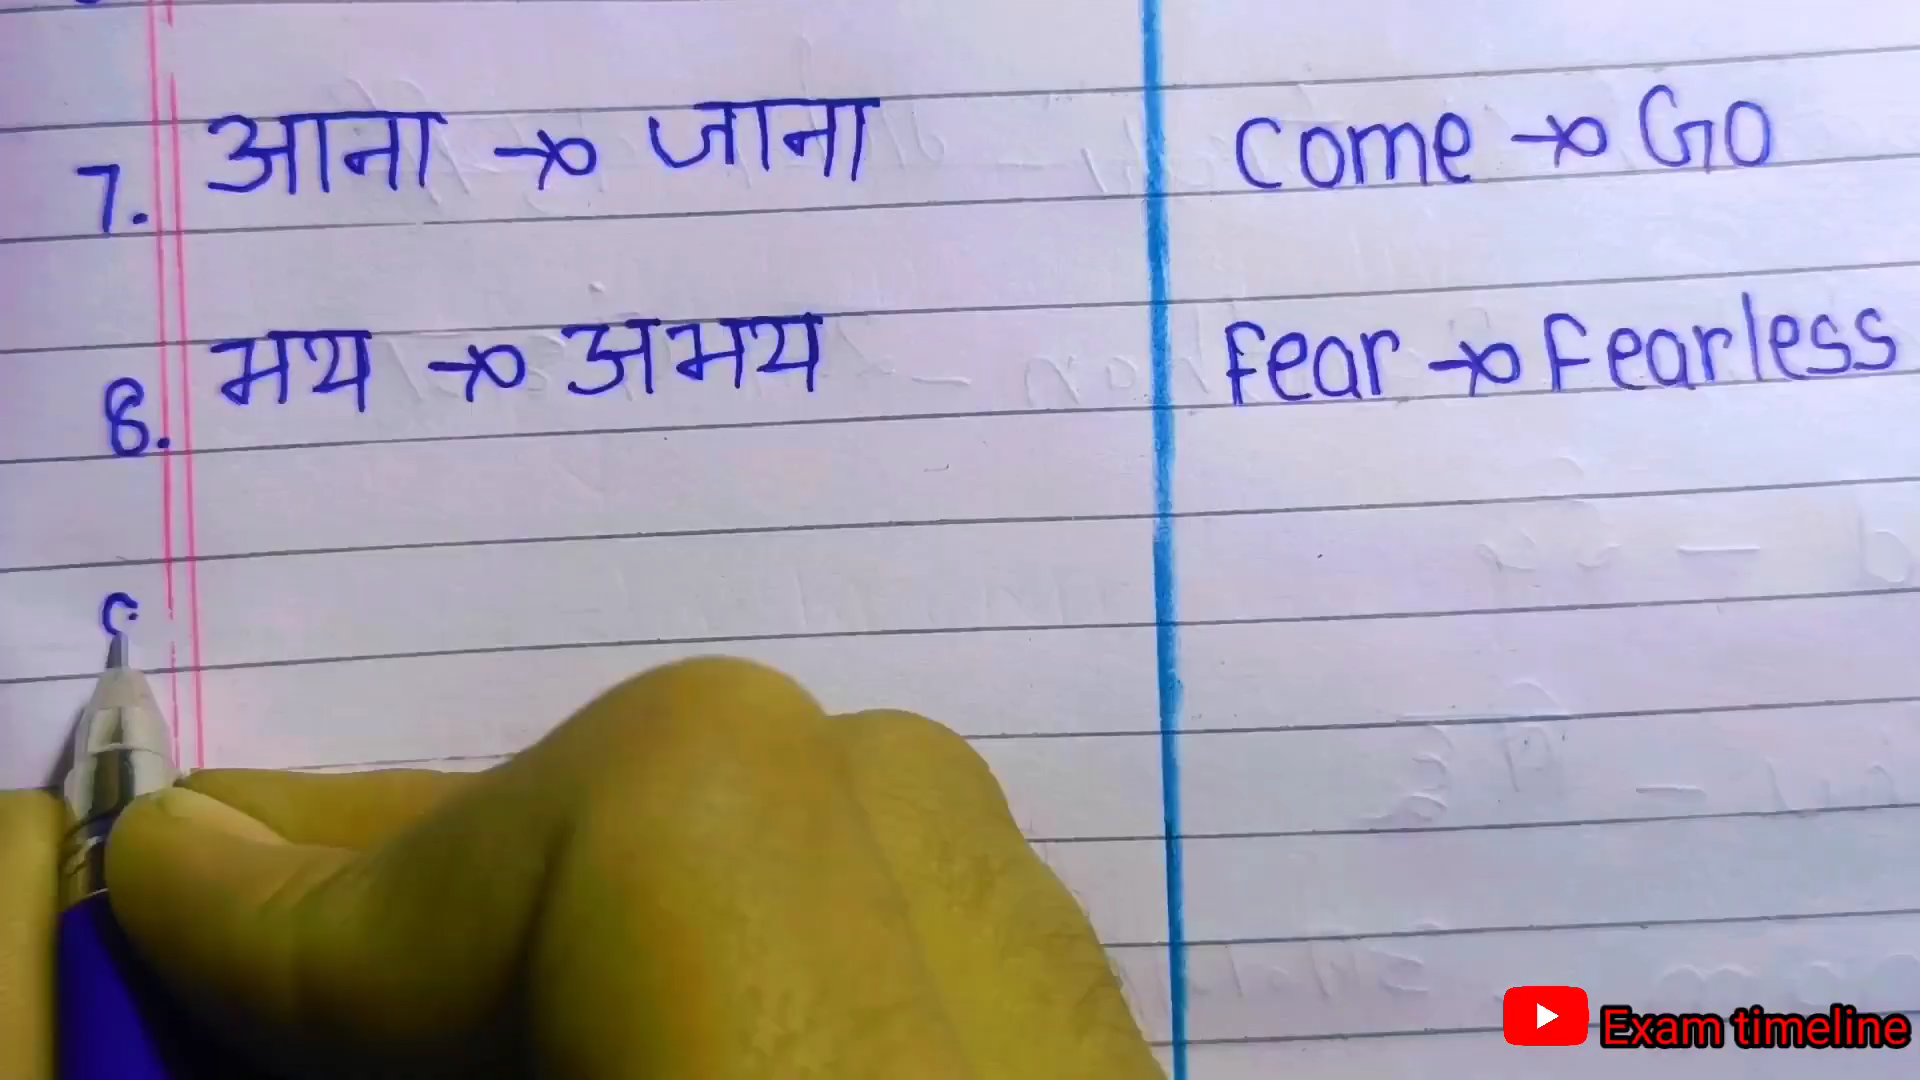 7. आना → जाना Come → Go
8. भय → अभय Fear → Fearless
Exam timeline